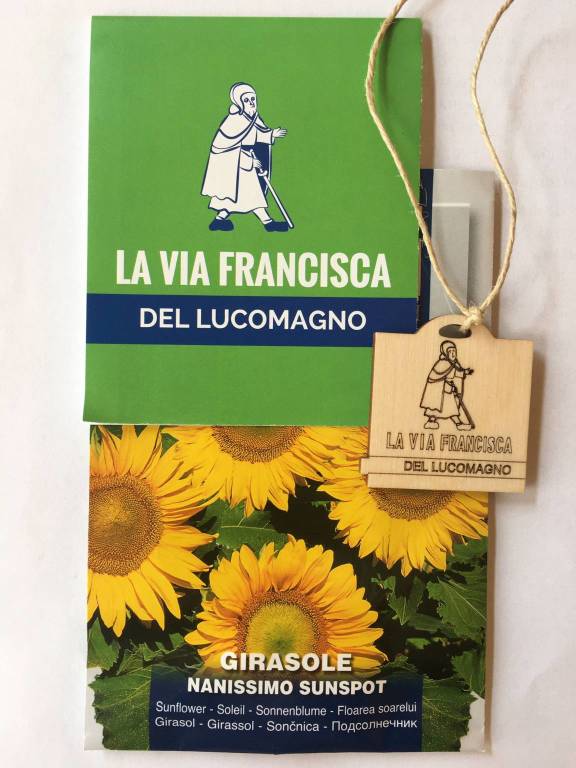 LA VIA FRANCISCA
DEL LUCOMAGNO
LA VIA FRANCISCA
DEL LUCOMAGNO
GIRASOLE
NANISSIMO SUNSPOT
Sunflower - Soleil - Sonnenblume - Floarea soarelui
Girasol - Girassol - Sončnica - Подсолнечник